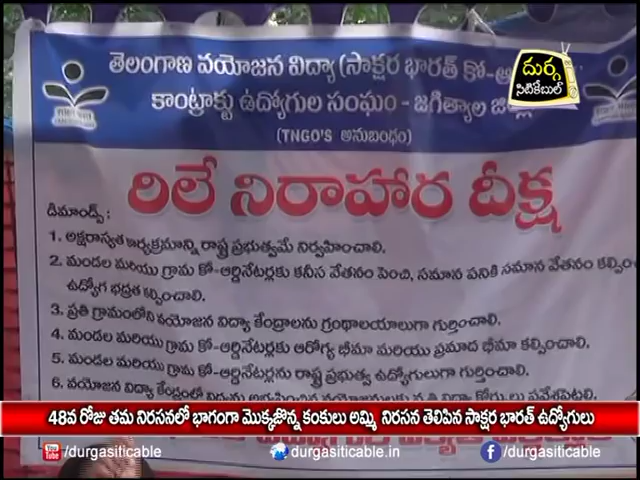 తెలంగాణ వయోజన విద్యా (సాక్షర భారత్ కో-ఆ
కాంట్రాక్టు ఉద్యోగుల సంఘం - జగిత్యాల జిల్లా
(TNGO'S అనుబంధం)
దుర్గ
సిటికేబుల్
రిలే నిరాహార దీక్ష
డిమాండ్స్ :
1. అక్షరాస్యత కార్యక్రమాన్ని రాష్ట్ర ప్రభుత్వమే నిర్వహించాలి.
2. మండల మరియు గ్రామ కో-ఆర్డినేటర్లకు కనీస వేతనం పెంచి, సమాన పనికి సమాన వేతనం కల్పిం
ఉద్యోగ భద్రత కల్పించాలి.
3. ప్రతి గ్రామంలోని వయోజన విద్యా కేంద్రాలను గ్రంథాలయాలుగా గుర్తించాలి.
4. మండల మరియు గ్రామ కో-ఆర్డినేటర్లకు ఆరోగ్య భీమా మరియు ప్రమాద భీమా కల్పించాలి.
5. మండల మరియు గ్రామ కో-ఆర్డినేటర్లను రాష్ట్ర ప్రభుత్వ ఉద్యోగులుగా గుర్తించాలి.
6. వయోజన విద్యా కేంద్రంలో
48వ రోజు తమ నిరసనలో భాగంగా మొక్కజొన్న కంకులు అమ్మి నిరసన తెలిపిన సాక్షర భారత్ ఉద్యోగులు
You Tube /durgasiticable /durgasiticable.in f/durgasiticable